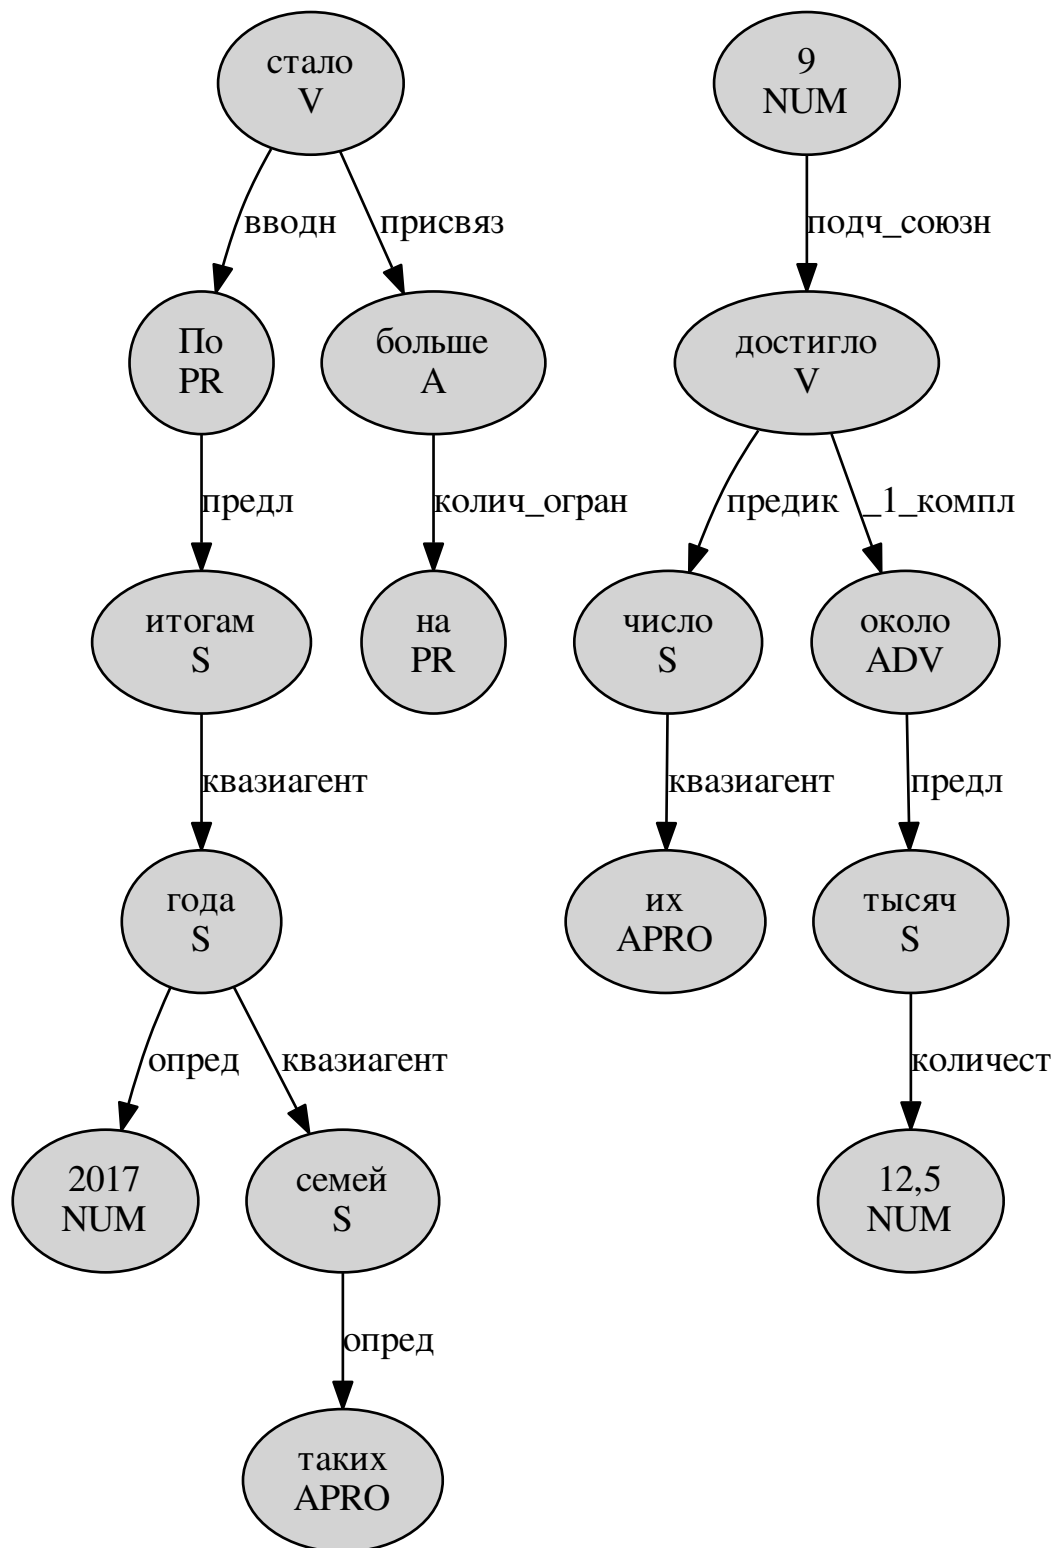 стало
V
9
NUM
вводн
присвяз
подч_союзн
По
PR
больше
A
достигло
V
предл
колич_огран
предик
_1_компл
итогам
S
на
PR
число
S
около
ADV
квазиагент
квазиагент
предл
года
S
их
APRO
тысяч
S
опред
квазиагент
количест
2017
NUM
семей
S
12,5
NUM
опред
таких
APRO